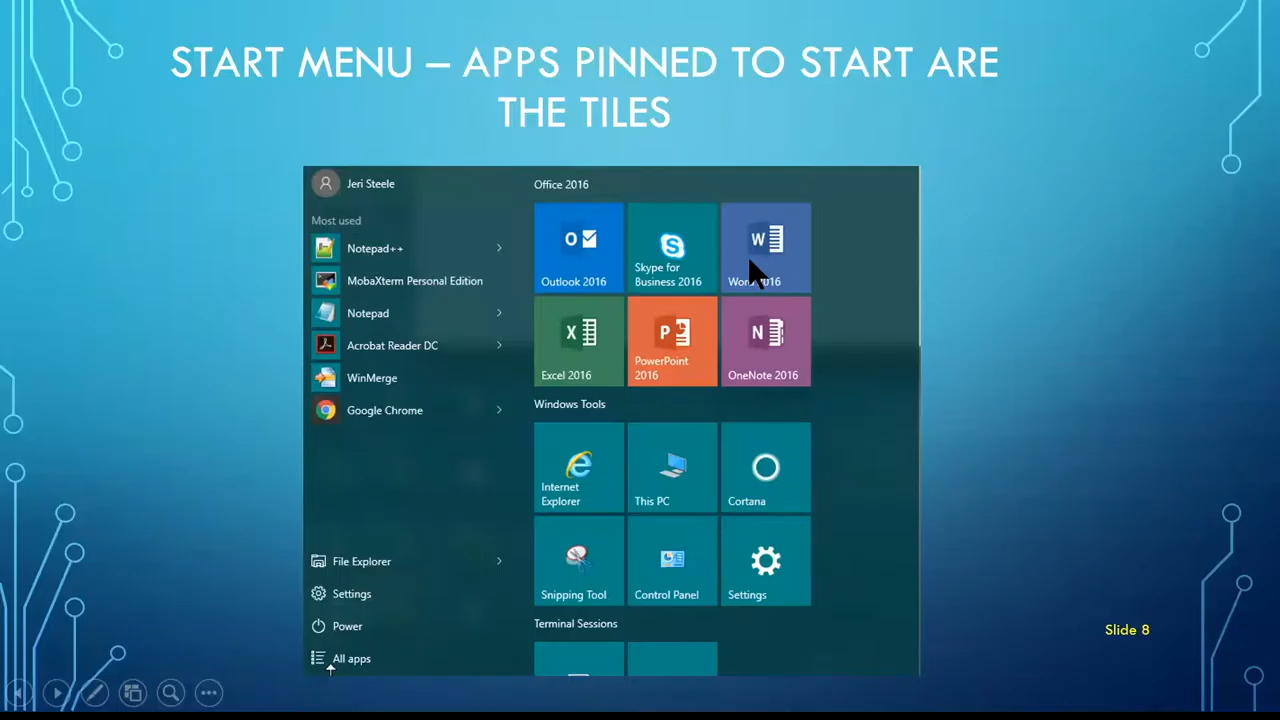 START MENU – APPS PINNED TO START ARE
THE TILES
Jeri Steele
Most used
Notepad++
MobaXterm Personal Edition
Notepad
Acrobat Reader DC
WinMerge
Google Chrome
File Explorer
Settings
Power
All apps
Office 2016
Outlook 2016
Skype for
Business 2016
Word 2016
Excel 2016
PowerPoint
2016
OneNote 2016
Windows Tools
Internet
Explorer
This PC
Cortana
Snipping Tool
Control Panel
Settings
Terminal Sessions
Slide 8